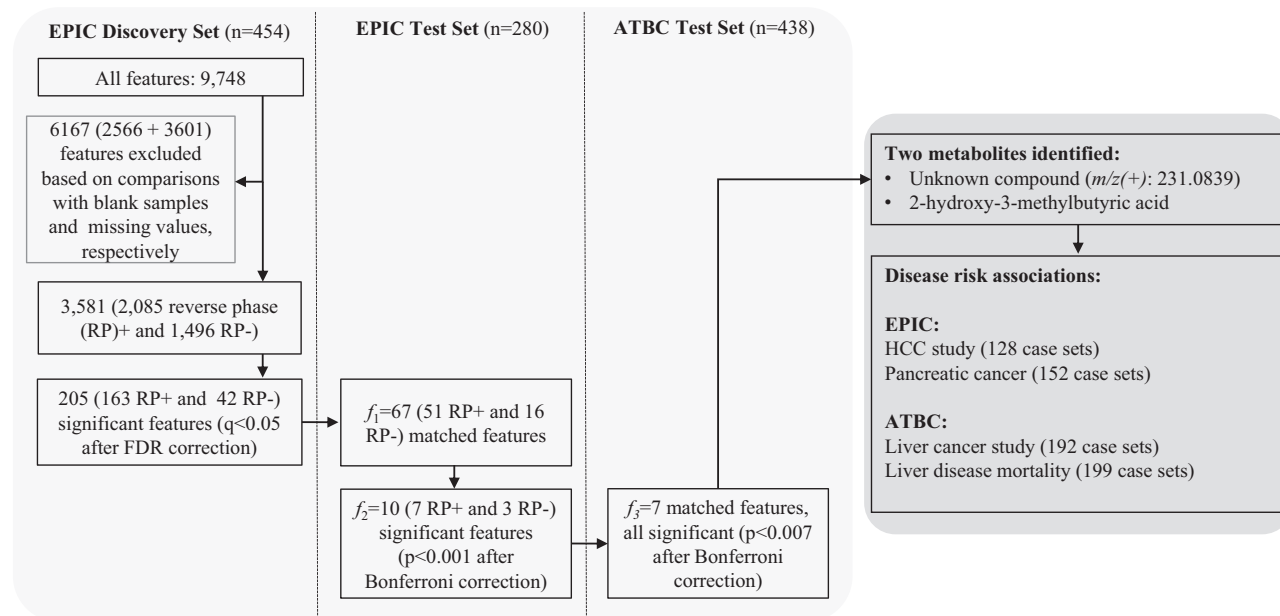 EPIC Discovery Set (n=454)
All features: 9,748
6167 (2566 + 3601)
features excluded
based on comparisons
with blank samples
and missing values,
respectively
3,581 (2,085 reverse phase
(RP)+ and 1,496 RP-)
205 (163 RP+ and 42 RP-)
significant features (q<0.05
after FDR correction)
EPIC Test Set (n=280)
f1=67 (51 RP+ and 16
RP-) matched features
f2=10 (7 RP+ and 3 RP-)
significant features
(p<0.001 after
Bonferroni correction)
ATBC Test Set (n=438)
f3=7 matched features,
all significant (p<0.007
after Bonferroni
correction)
Two metabolites identified:
• Unknown compound (m/z(+): 231.0839)
• 2-hydroxy-3-methylbutyric acid
Disease risk associations:
EPIC:
HCC study (128 case sets)
Pancreatic cancer (152 case sets)
ATBC:
Liver cancer study (192 case sets)
Liver disease mortality (199 case sets)